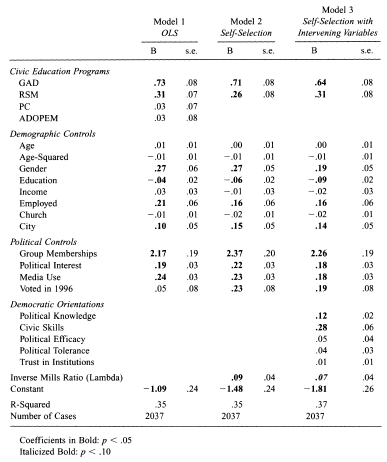 Model 3
Model 1 Model 2 Self-Selection with
OLS Self-Selection Intervening Variables
B s.e. B s.e. B s.e.
Civic Education Programs
GAD .73 .08 .71 .08 .64 .08
RSM .31 .07 .26 .08 .31 .08
PC .03 .07
ADOPEM .03 .08
Demographic Controls
Age .01 .01 .00 .01 .00 .01
Age-Squared −.01 .01 −.01 .01 −.01 .01
Gender .27 .06 .27 .05 .19 .05
Education −.04 .02 −.06 .02 −.09 .02
Income .03 .03 −.01 .03 −.02 .03
Employed .21 .06 .16 .06 .16 .06
Church −.01 .01 −.02 .01 −.02 .01
City .10 .05 .15 .05 .14 .05
Political Controls
Group Memberships 2.17 .19 2.37 .20 2.26 .19
Political Interest .19 .03 .22 .03 .18 .03
Media Use .24 .03 .23 .03 .18 .03
Voted in 1996 .05 .08 .23 .08 .19 .08
Democratic Orientations
Political Knowledge .12 .02
Civic Skills .28 .06
Political Efficacy .05 .04
Political Tolerance .04 .03
Trust in Institutions .01 .01
Inverse Mills Ratio (Lambda) .09 .04 .07 .04
Constant −1.09 .24 −1.48 .24 −1.81 .26
R-Squared .35 .35 .37
Number of Cases 2037 2037 2037
Coefficients in Bold: p < .05
Italicized Bold: p < .10